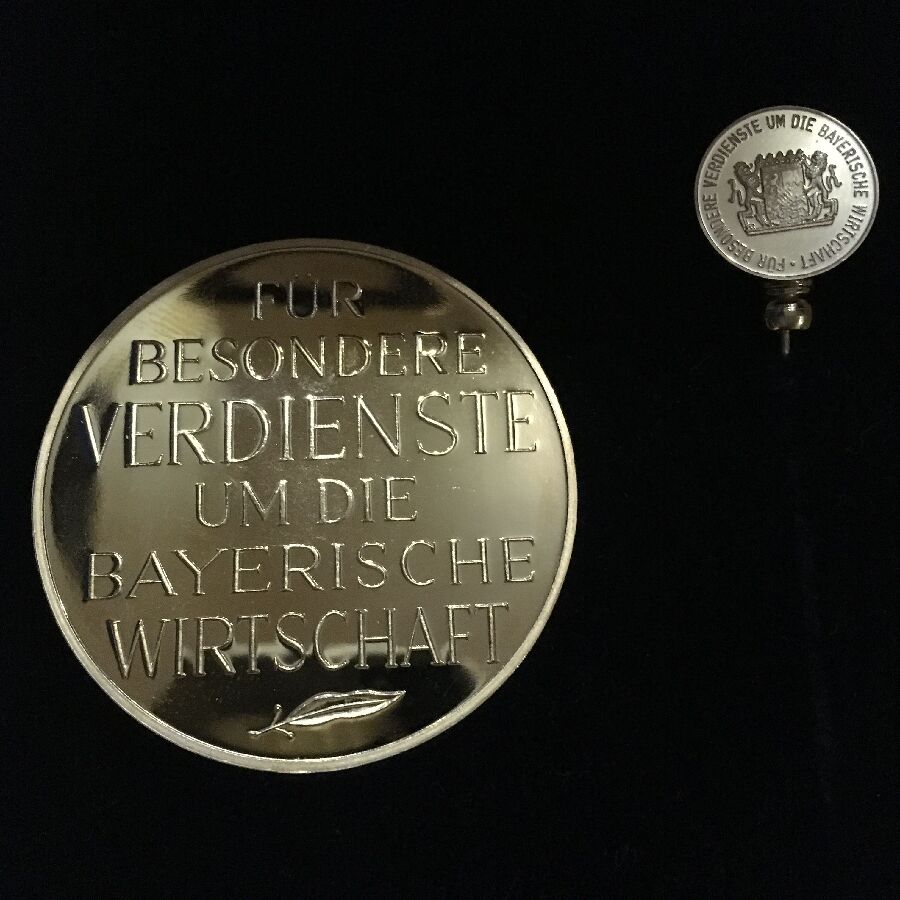 FÜR
BESONDERE
VERDIENSTE
UM DIE
BAYERISCHE
WIRTSCHAFT
FÜR BESONDERE VERDIENSTE UM DIE BAYERISCHE WIRTSCHAFT •